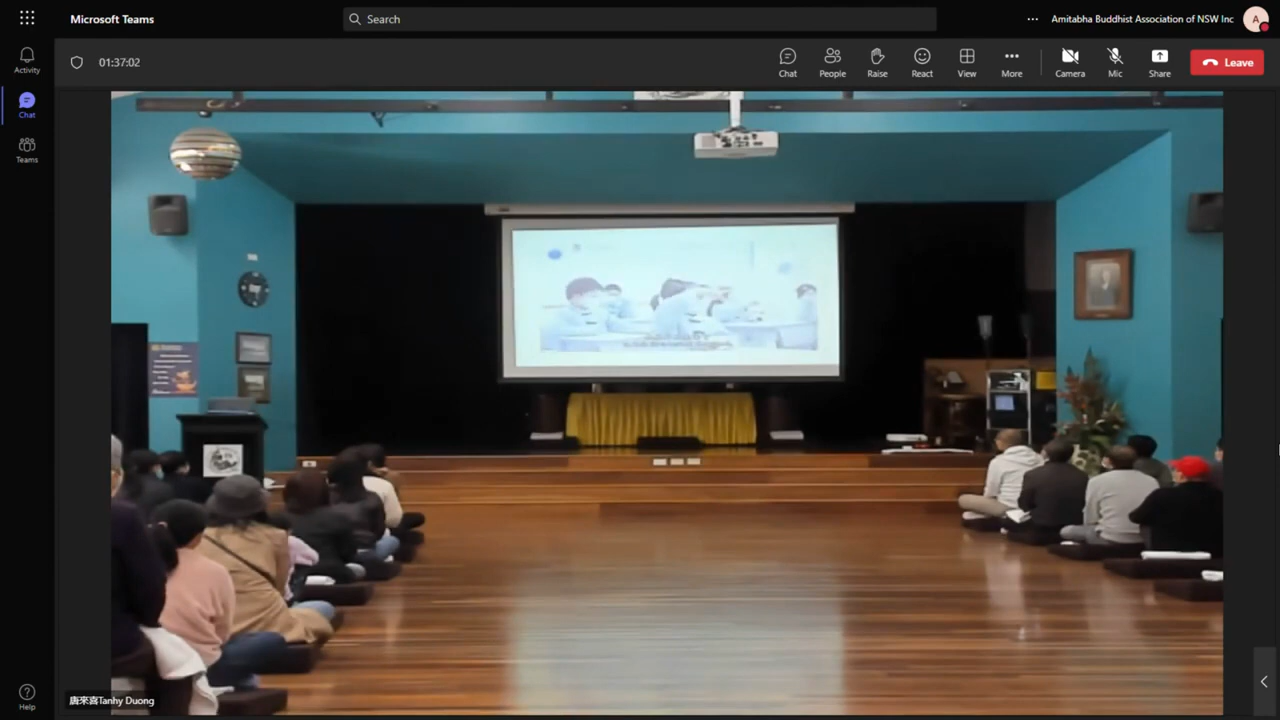 Microsoft Teams
Search
Amitabha Buddhist Association of NSW Inc
A
Activity
Chat
Teams
Help
01:37:02
Chat
People
Raise
React
View
More
Camera
Mic
Share
Leave
唐來喜Tanhy Duong